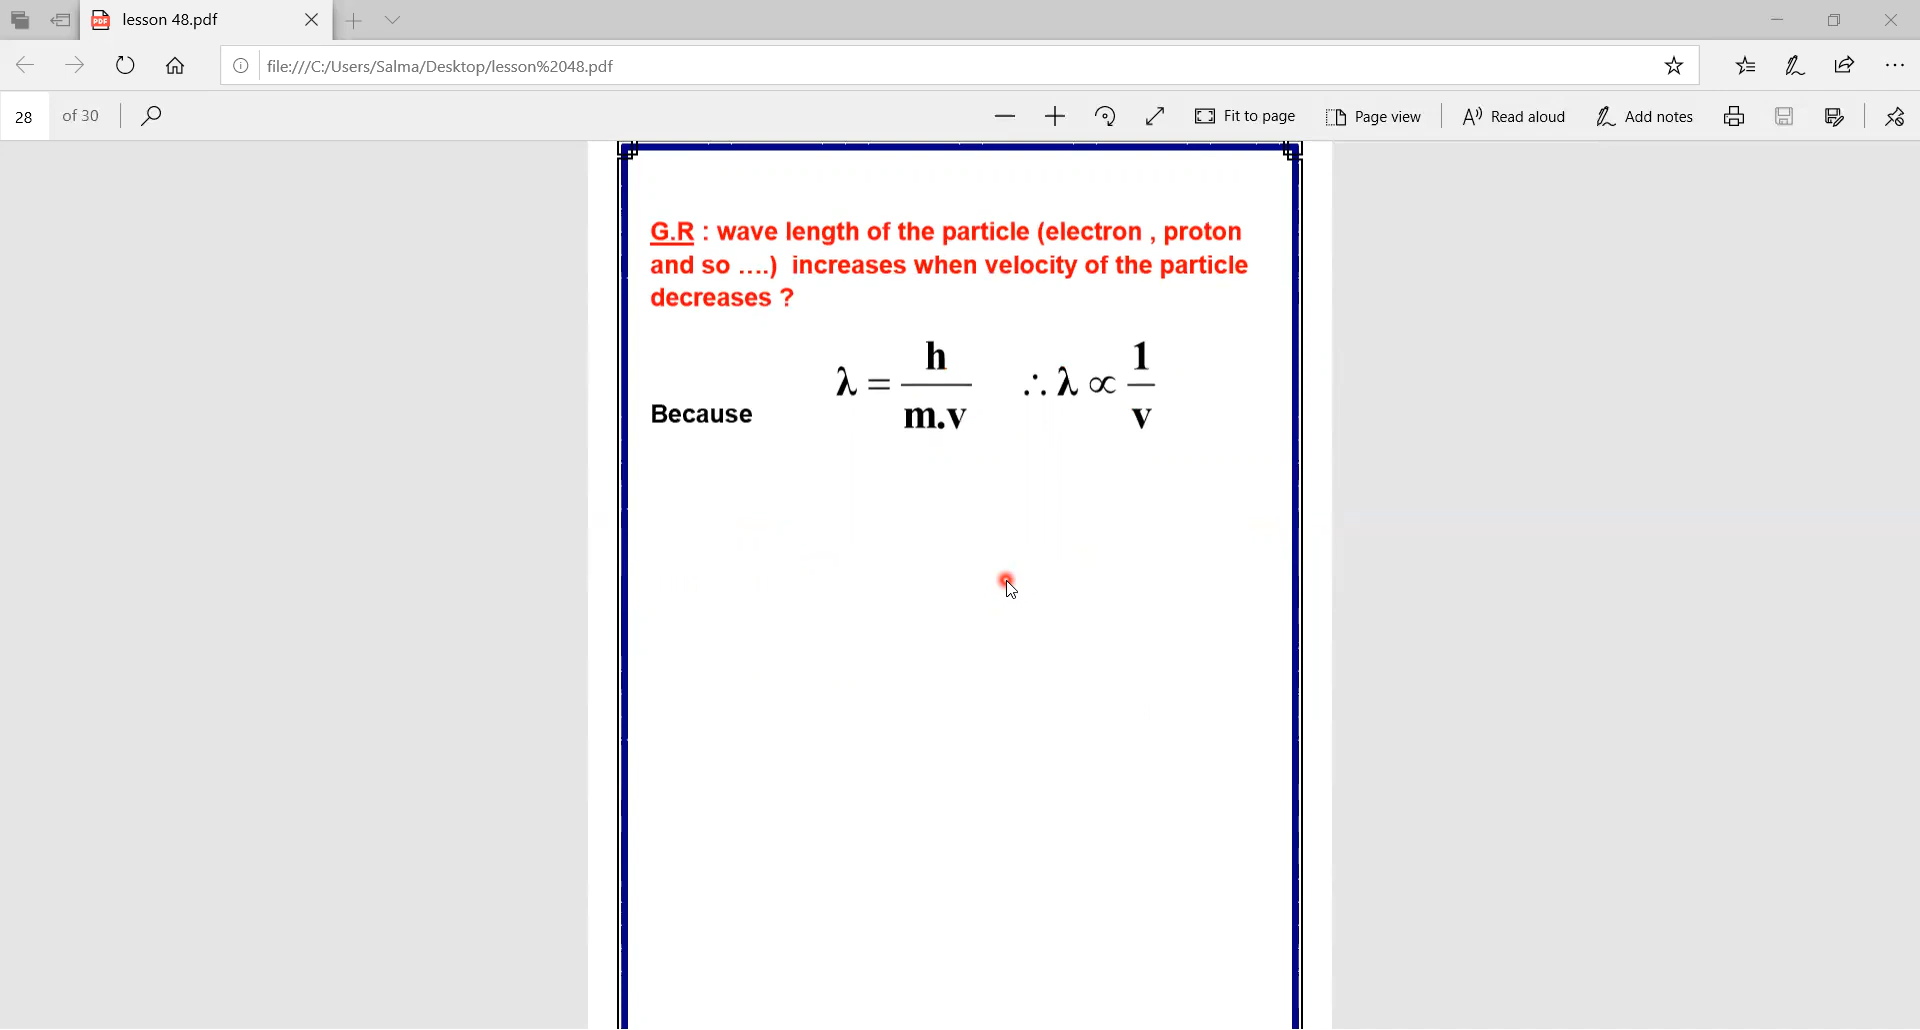 lesson 48.pdf
file:///C:/Users/Salma/Desktop/lesson%2048.pdf
28 of 30 Fit to page Page view Read aloud Add notes
G.R : wave length of the particle (electron , proton
and so ....) increases when velocity of the particle
decreases ?
Because λ = h / m.v ∴ λ ∝ 1 / v